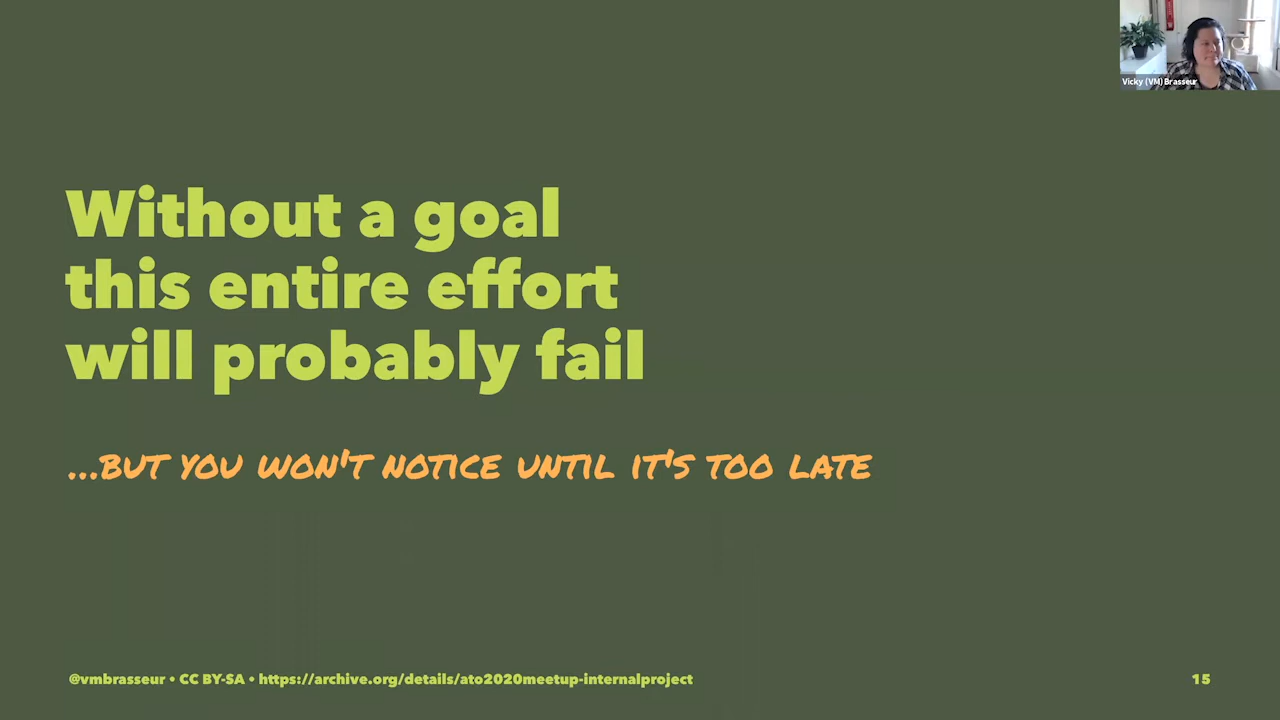 Vicky (VM) Brasseur
Without a goal
this entire effort
will probably fail
...BUT YOU WON'T NOTICE UNTIL IT'S TOO LATE
@vmbrasseur • CC BY-SA • https://archive.org/details/ato2020meetup-internalproject
15